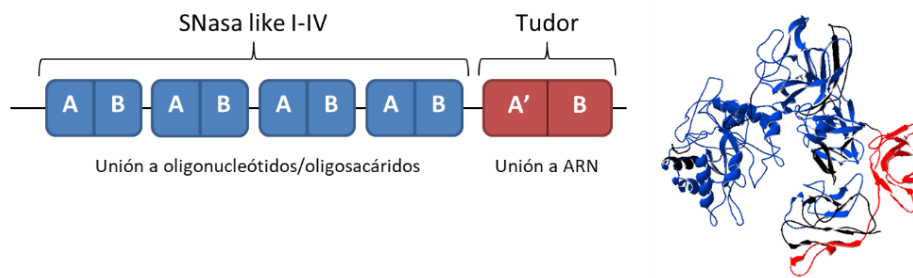 SNasa like I-IV Tudor
A B A B A B A B A’ B
Unión a oligonucleótidos/oligosacáridos Unión a ARN